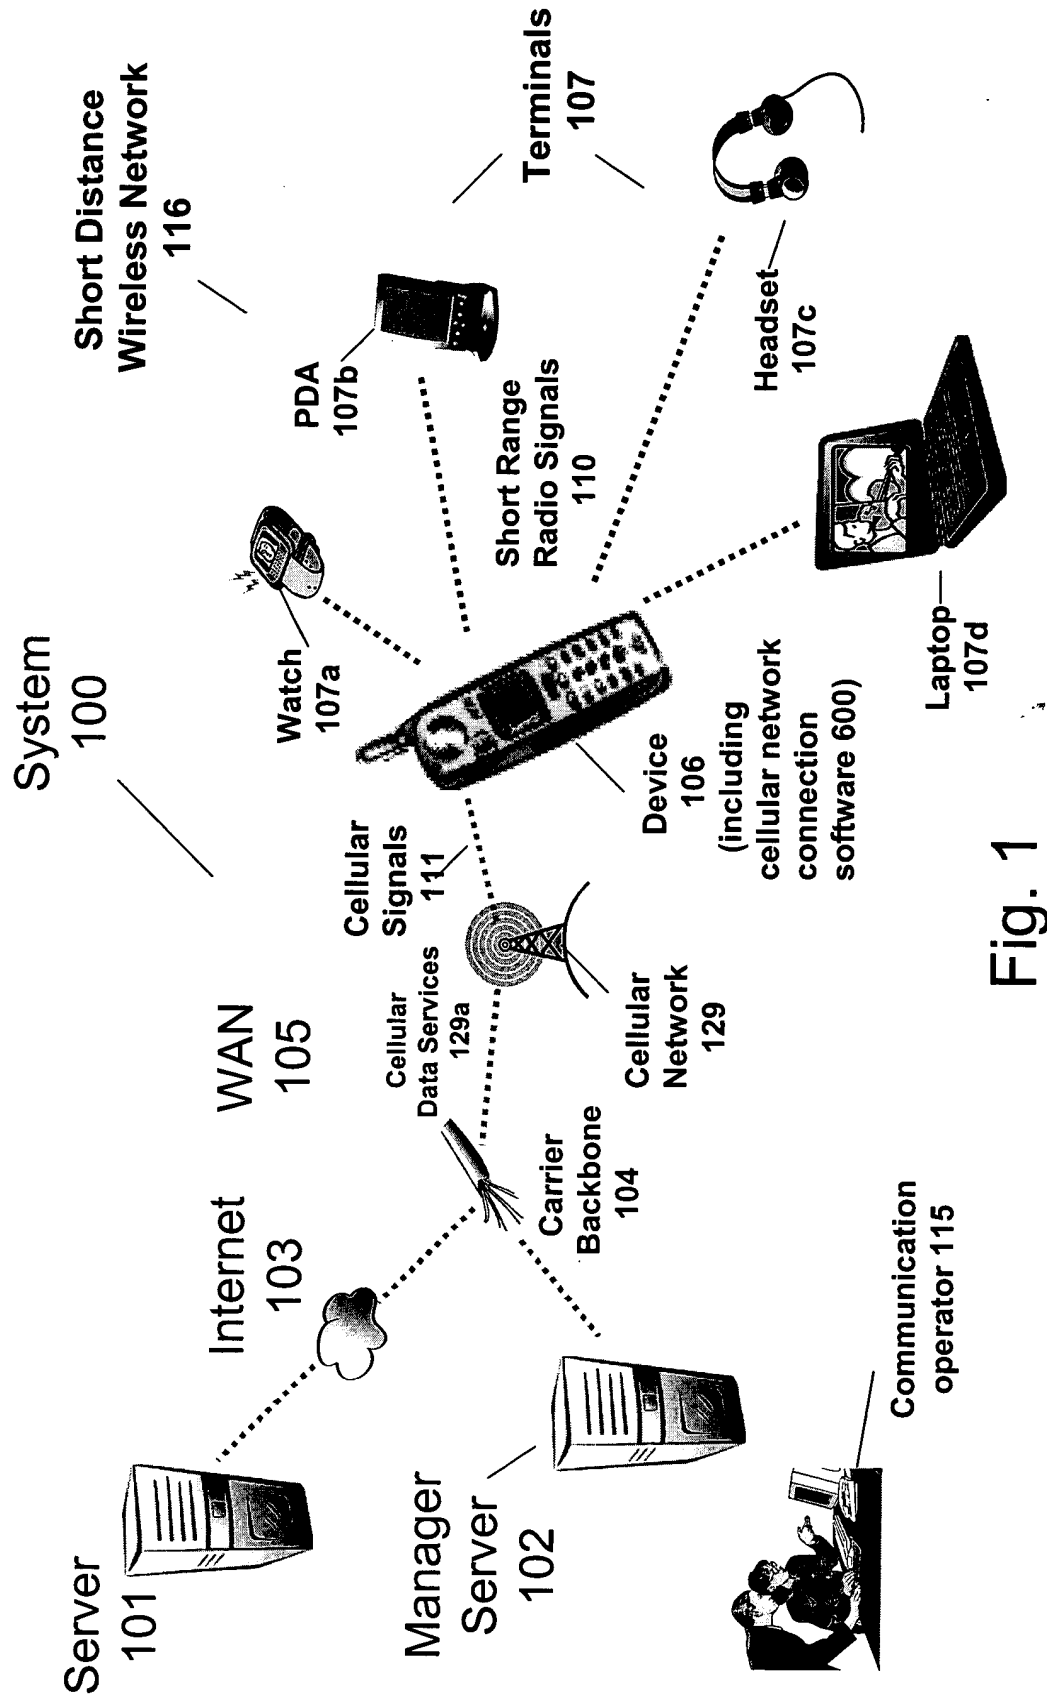 System
100
Short Distance
Wireless Network
116
Server
101
Internet
103
WAN
105
Watch
107a
PDA
107b
Terminals
107
Cellular
Signals
111
Cellular
Data Services
129a
Short Range
Radio Signals
110
Manager
Server
102
Carrier
Backbone
104
Cellular
Network
129
Device
106
(including
cellular network
connection
software 600)
Headset
107c
Laptop
107d
Communication
operator 115
Fig. 1